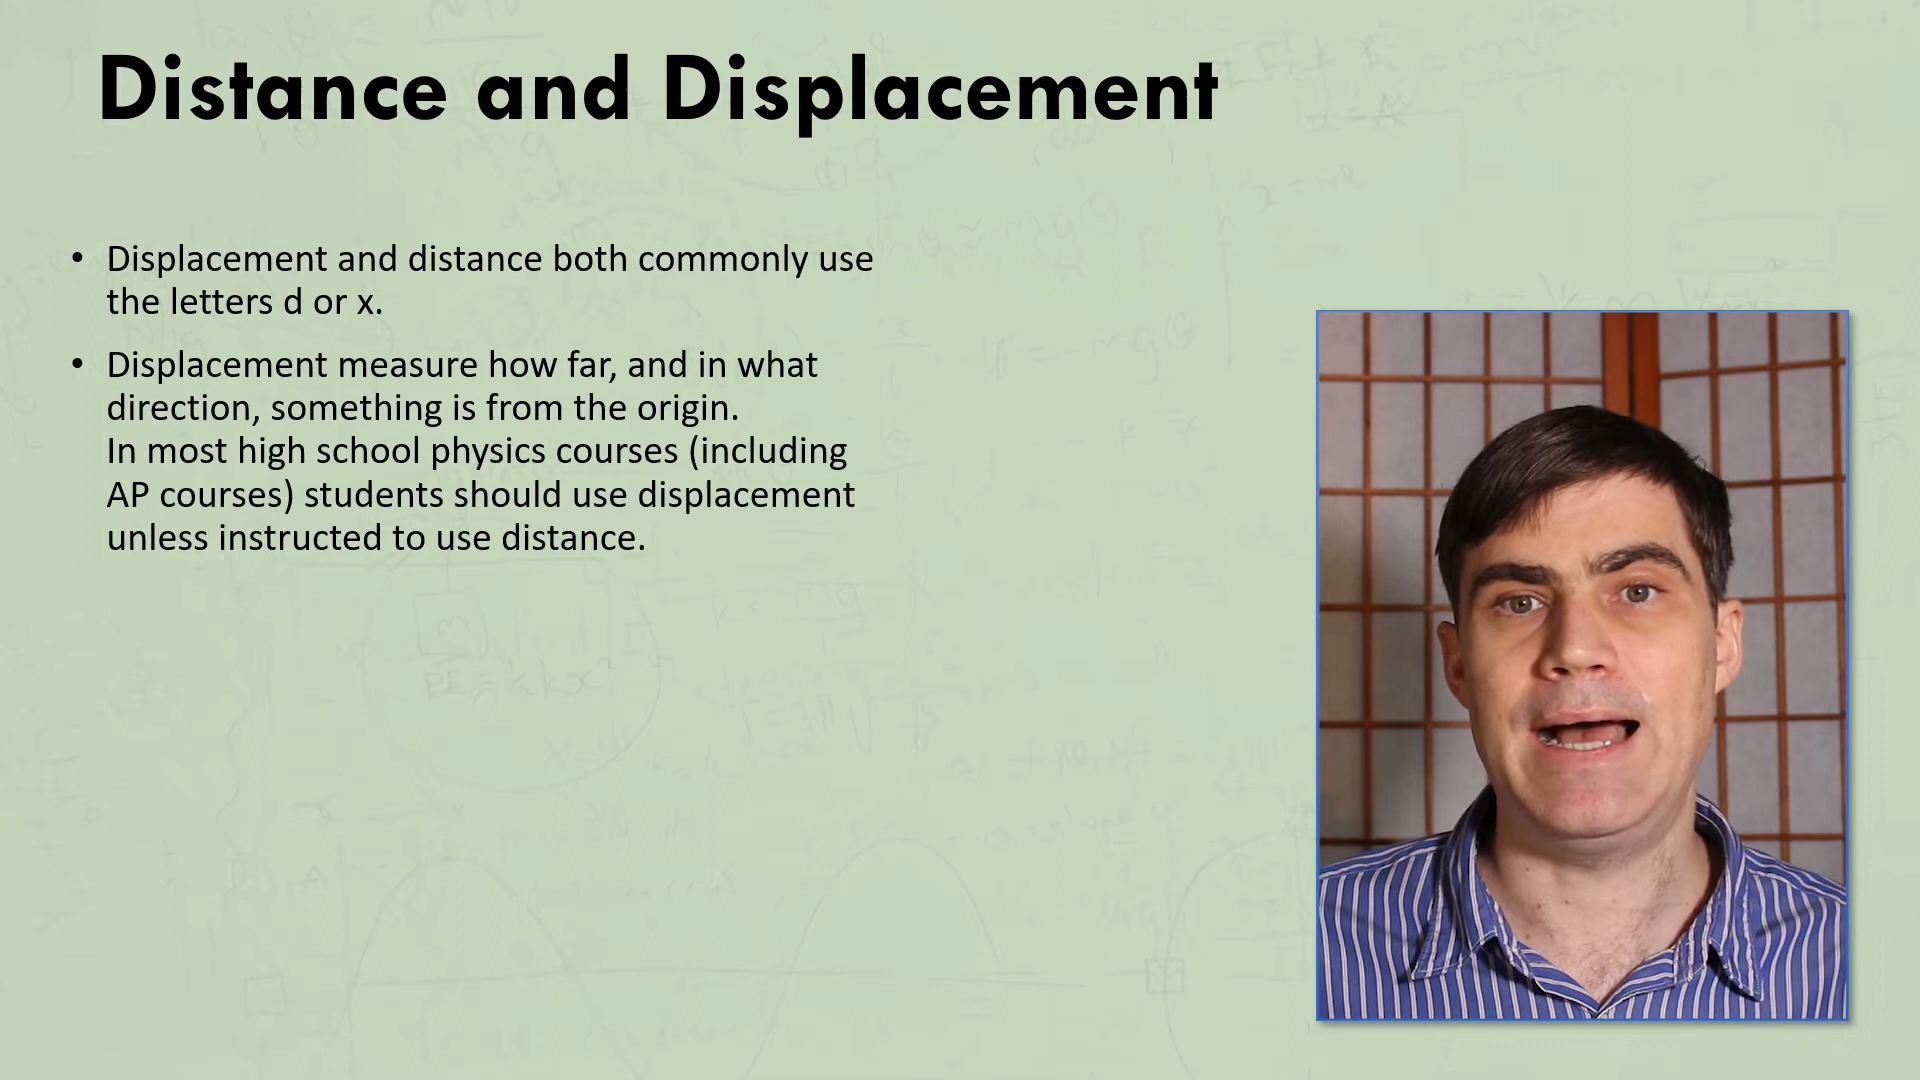 Distance and Displacement
• Displacement and distance both commonly use
the letters d or x.
• Displacement measure how far, and in what
direction, something is from the origin.
In most high school physics courses (including
AP courses) students should use displacement
unless instructed to use distance.